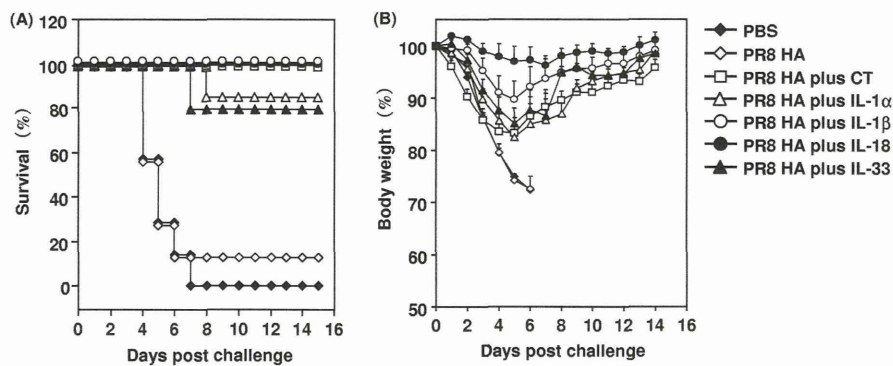 (A)
Survival (%)
120
100
80
60
40
20
0
0 2 4 6 8 10 12 14 16
Days post challenge
(B)
Body weight (%)
100
90
80
70
60
50
0 2 4 6 8 10 12 14 16
Days post challenge
PBS
PR8 HA
PR8 HA plus CT
PR8 HA plus IL-1α
PR8 HA plus IL-1β
PR8 HA plus IL-18
PR8 HA plus IL-33